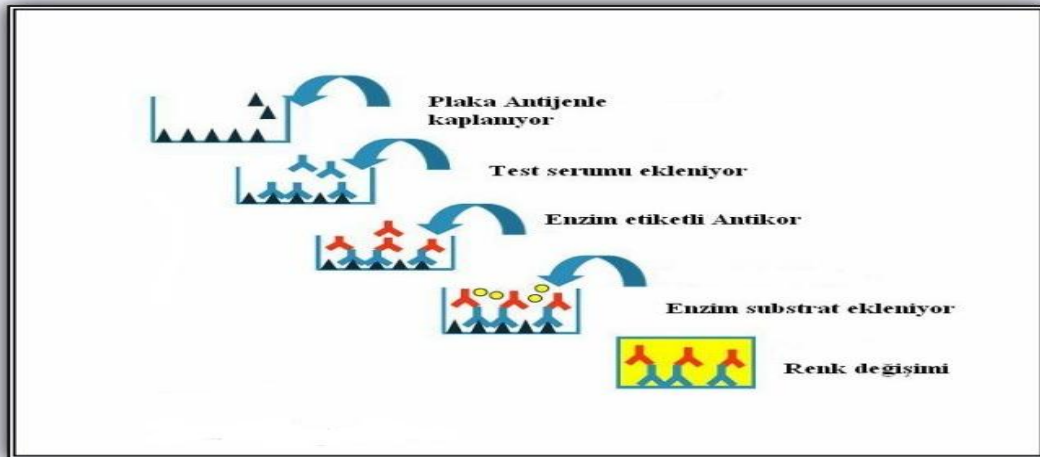 Plaka Antijenle
kaplanıyor
Test serumu ekleniyor
Enzim etiketli Antikor
Enzim substrat ekleniyor
Renk değişimi